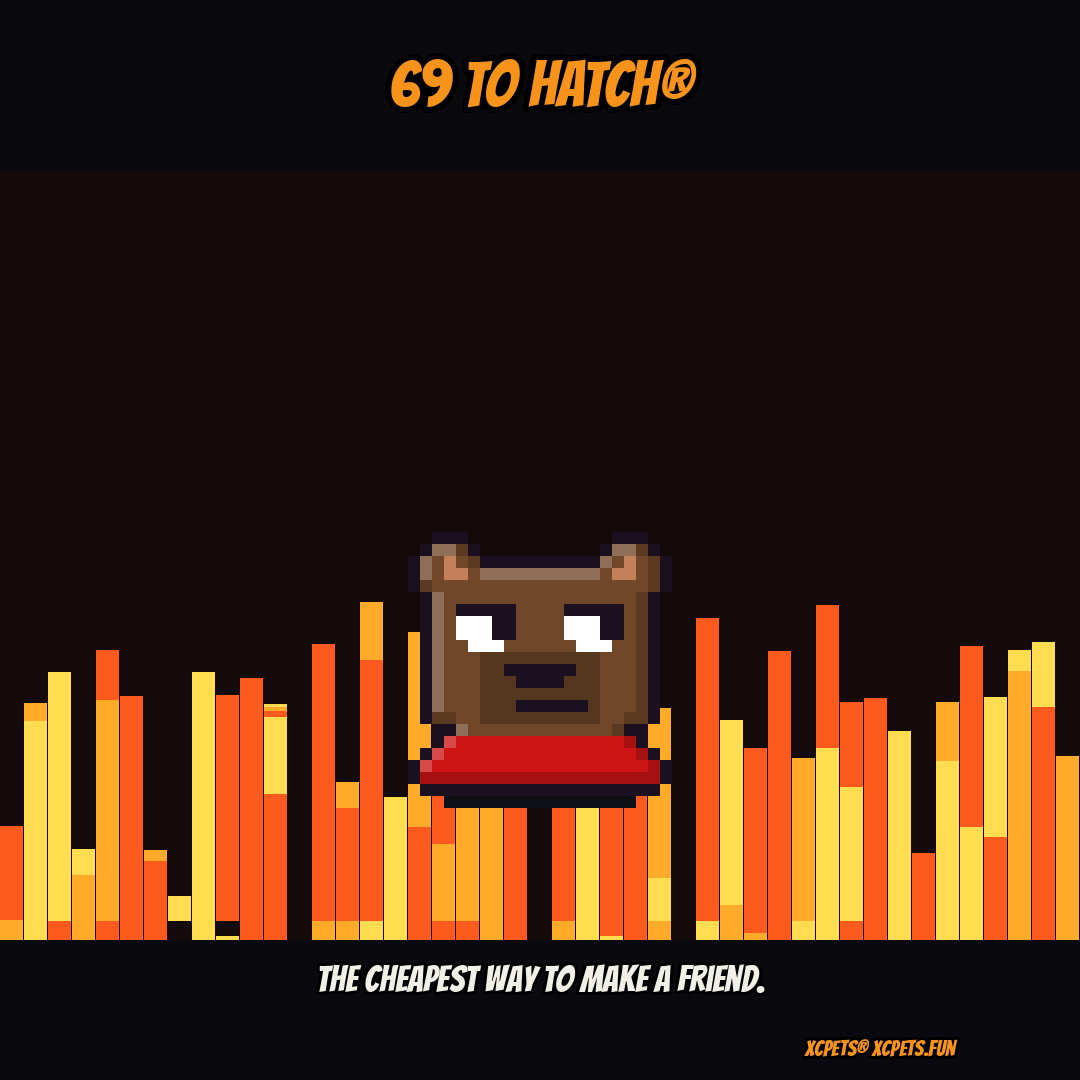 69 TO HATCH®
THE CHEAPEST WAY TO MAKE A FRIEND.
XCPETS® XCPETS.FUN